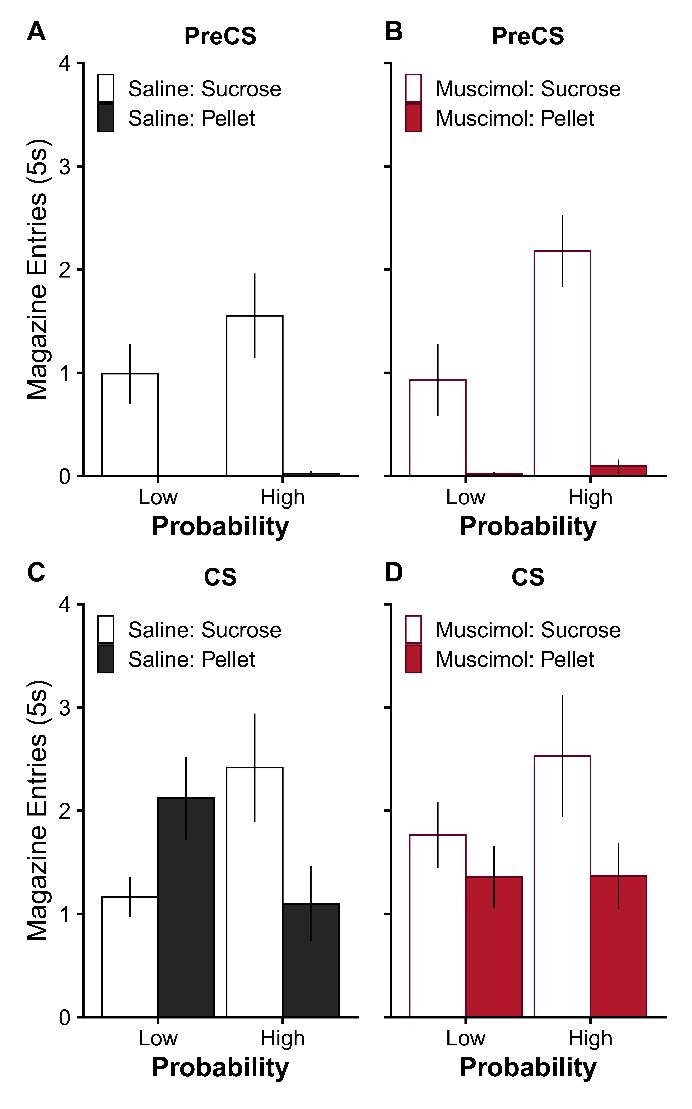 A
PreCS
Saline: Sucrose
Saline: Pellet
Magazine Entries (5s)
4
3
2
1
0
Low
High
Probability
B
PreCS
Muscimol: Sucrose
Muscimol: Pellet
Low
High
Probability
C
CS
Saline: Sucrose
Saline: Pellet
Magazine Entries (5s)
4
3
2
1
0
Low
High
Probability
D
CS
Muscimol: Sucrose
Muscimol: Pellet
Low
High
Probability